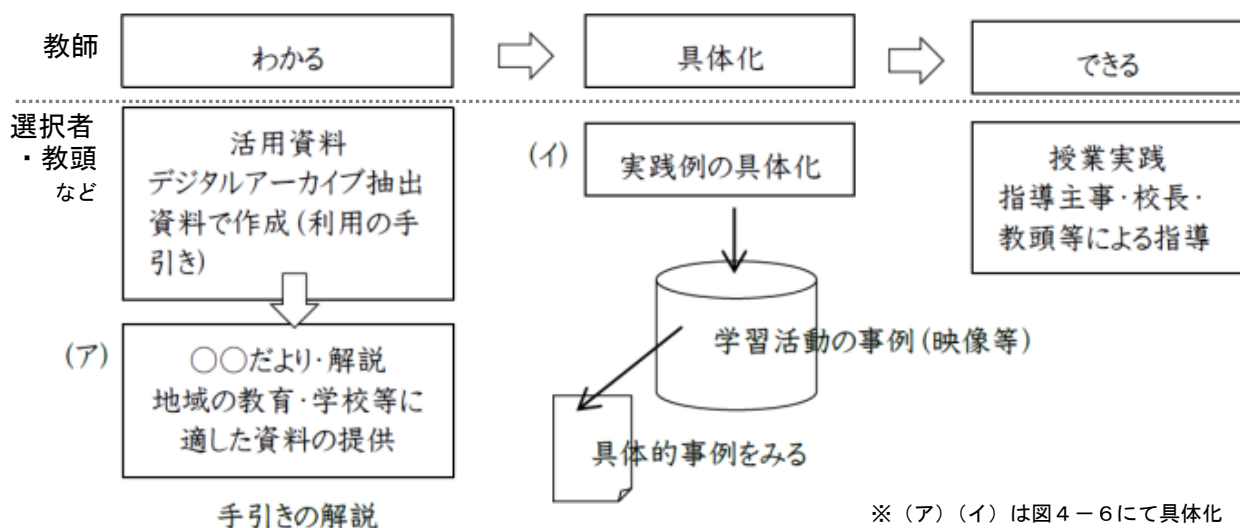 教師
わかる
具体化
できる
選択者
・教頭
など
活用資料
デジタルアーカイブ抽出
資料で作成(利用の手
引き)
(ア)
〇〇だより・解説
地域の教育・学校等に
適した資料の提供
手引きの解説
(イ)
実践例の具体化
学習活動の事例(映像等)
具体的事例をみる
授業実践
指導主事・校長・
教頭等による指導
※(ア)(イ)は図4-6にて具体化